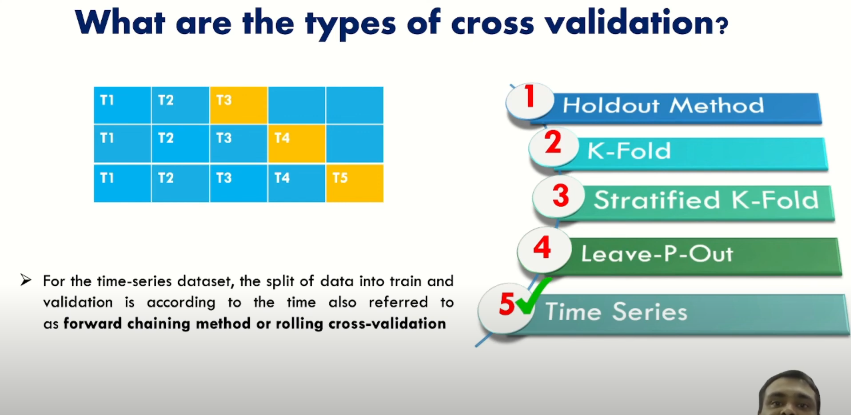 What are the types of cross validation?
T1 T2 T3
T1 T2 T3 T4
T1 T2 T3 T4 T5
➢ For the time-series dataset, the split of data into train and
validation is according to the time also referred to
as forward chaining method or rolling cross-validation
1 Holdout Method
2 K-Fold
3 Stratified K-Fold
4 Leave-P-Out
5 Time Series